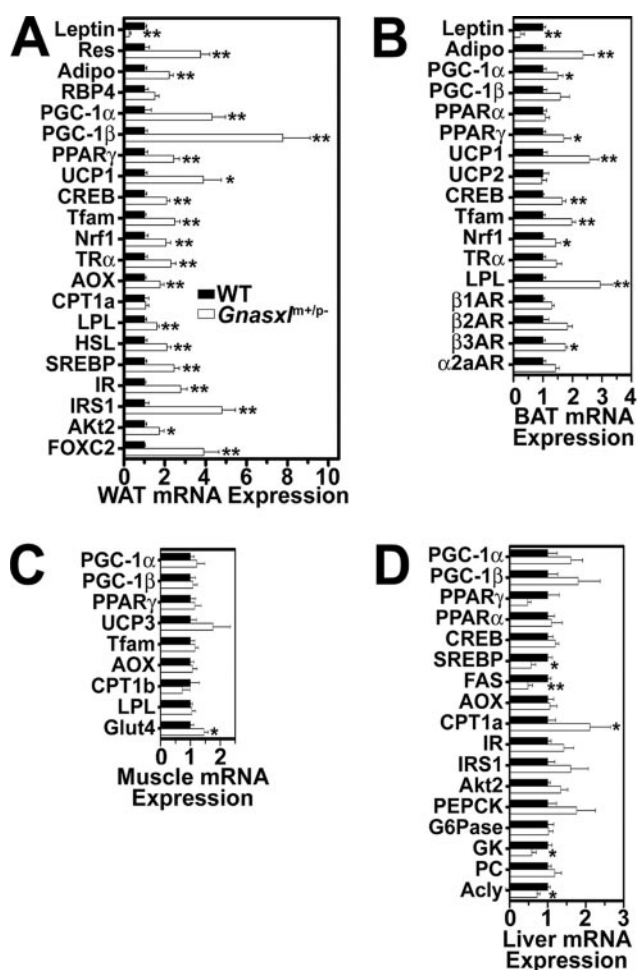 A
Leptin **
Res **
Adipo **
RBP4
PGC-1α **
PGC-1β **
PPARγ **
UCP1 *
CREB **
Tfam **
Nrf1 **
TRα **
AOX **
CPT1a
LPL **
HSL **
SREBP **
IR **
IRS1 **
AKt2 *
FOXC2 **
WT
Gnasxl^m+/p-
0 2 4 6 8 10
WAT mRNA Expression
B
Leptin **
Adipo **
PGC-1α *
PGC-1β
PPARα
PPARγ *
UCP1 **
UCP2
CREB **
Tfam **
Nrf1 *
TRα
LPL **
β1AR
β2AR
β3AR *
α2aAR
0 1 2 3 4
BAT mRNA
Expression
C
PGC-1α
PGC-1β
PPARγ
UCP3
Tfam
AOX
CPT1b
LPL
Glut4 *
0 1 2
Muscle mRNA
Expression
D
PGC-1α
PGC-1β
PPARγ
PPARα
CREB
SREBP *
FAS **
AOX
CPT1a *
IR
IRS1
Akt2
PEPCK
G6Pase
GK *
PC
Acly *
0 1 2 3
Liver mRNA
Expression